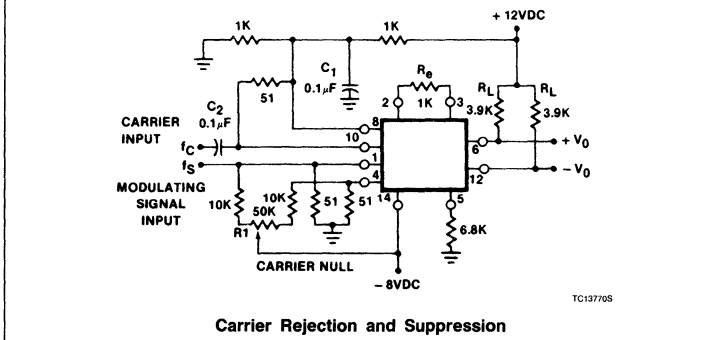 + 12VDC
1K
1K
C1
0.1µF
Re
1K
RL
3.9K
RL
3.9K
51
C2
0.1µF
CARRIER
INPUT
fC
fS
MODULATING
SIGNAL
INPUT
2
3
8
10
1
4
6
12
14
5
+ V0
− V0
10K
50K
R1
10K
51
51
6.8K
CARRIER NULL
− 8VDC
TC13770S
Carrier Rejection and Suppression